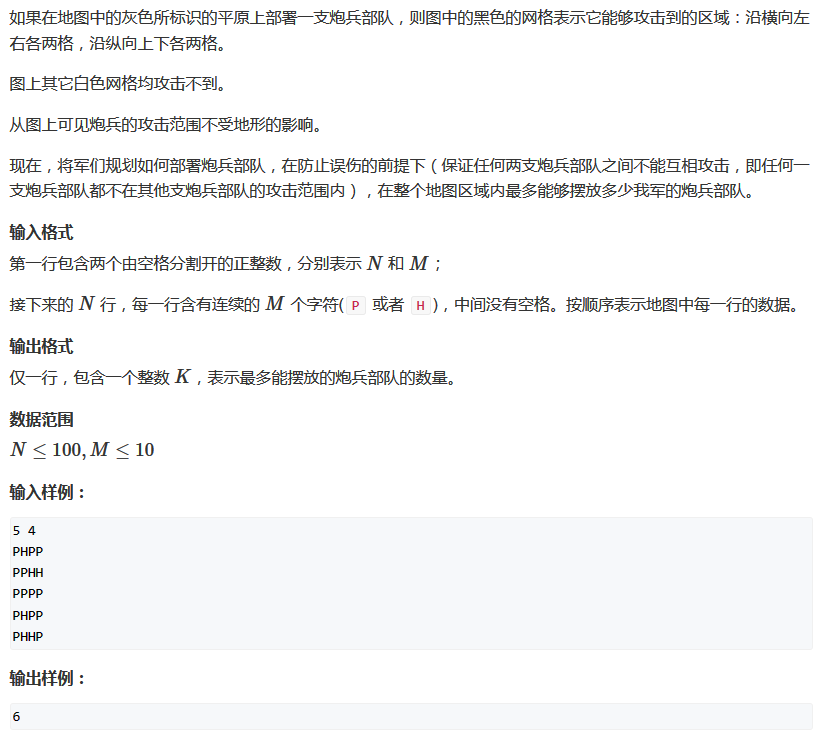 如果在地图中的灰色所标识的平原上部署一支炮兵部队，则图中的黑色的网格表示它能够攻击到的区域：沿横向左
右各两格，沿纵向上下各两格。
图上其它白色网格均攻击不到。
从图上可见炮兵的攻击范围不受地形的影响。
现在，将军们规划如何部署炮兵部队，在防止误伤的前提下（保证任何两支炮兵部队之间不能互相攻击，即任何一
支炮兵部队都不在其他支炮兵部队的攻击范围内），在整个地图区域内最多能够摆放多少我军的炮兵部队。
输入格式
第一行包含两个由空格分割开的正整数，分别表示 N 和 M；
接下来的 N 行，每一行含有连续的 M 个字符( P 或者 H )，中间没有空格。按顺序表示地图中每一行的数据。
输出格式
仅一行，包含一个整数 K，表示最多能摆放的炮兵部队的数量。
数据范围
N ≤ 100, M ≤ 10
输入样例：
5 4
PHPP
PPHH
PPPP
PHPP
PHHP
输出样例：
6